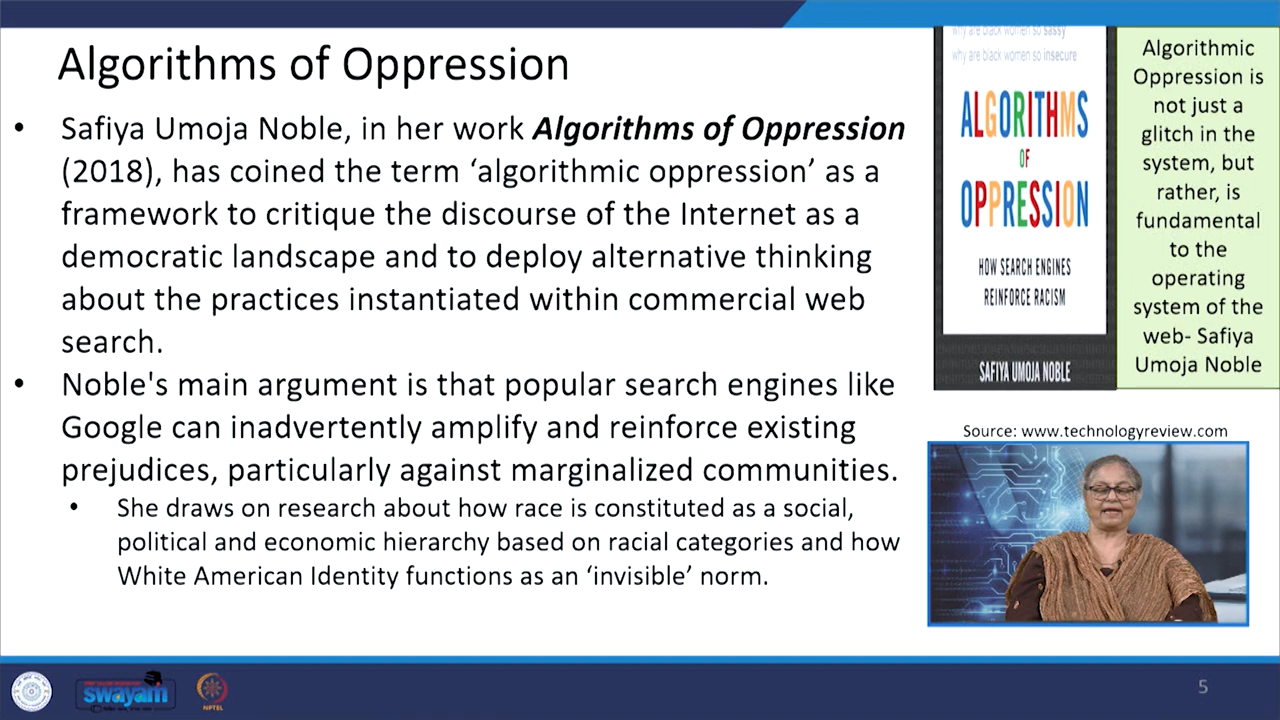 Algorithms of Oppression
• Safiya Umoja Noble, in her work Algorithms of Oppression
(2018), has coined the term ‘algorithmic oppression’ as a
framework to critique the discourse of the Internet as a
democratic landscape and to deploy alternative thinking
about the practices instantiated within commercial web
search.
• Noble's main argument is that popular search engines like
Google can inadvertently amplify and reinforce existing
prejudices, particularly against marginalized communities.
• She draws on research about how race is constituted as a social,
political and economic hierarchy based on racial categories and how
White American Identity functions as an ‘invisible’ norm.
why are black women so sassy
why are black women so insecure
ALGORITHMS
OF
OPPRESSION
HOW SEARCH ENGINES
REINFORCE RACISM
SAFIYA UMOJA NOBLE
Algorithmic
Oppression is
not just a
glitch in the
system, but
rather, is
fundamental
to the
operating
system of the
web- Safiya
Umoja Noble
Source: www.technologyreview.com
swayam
NPTEL
5